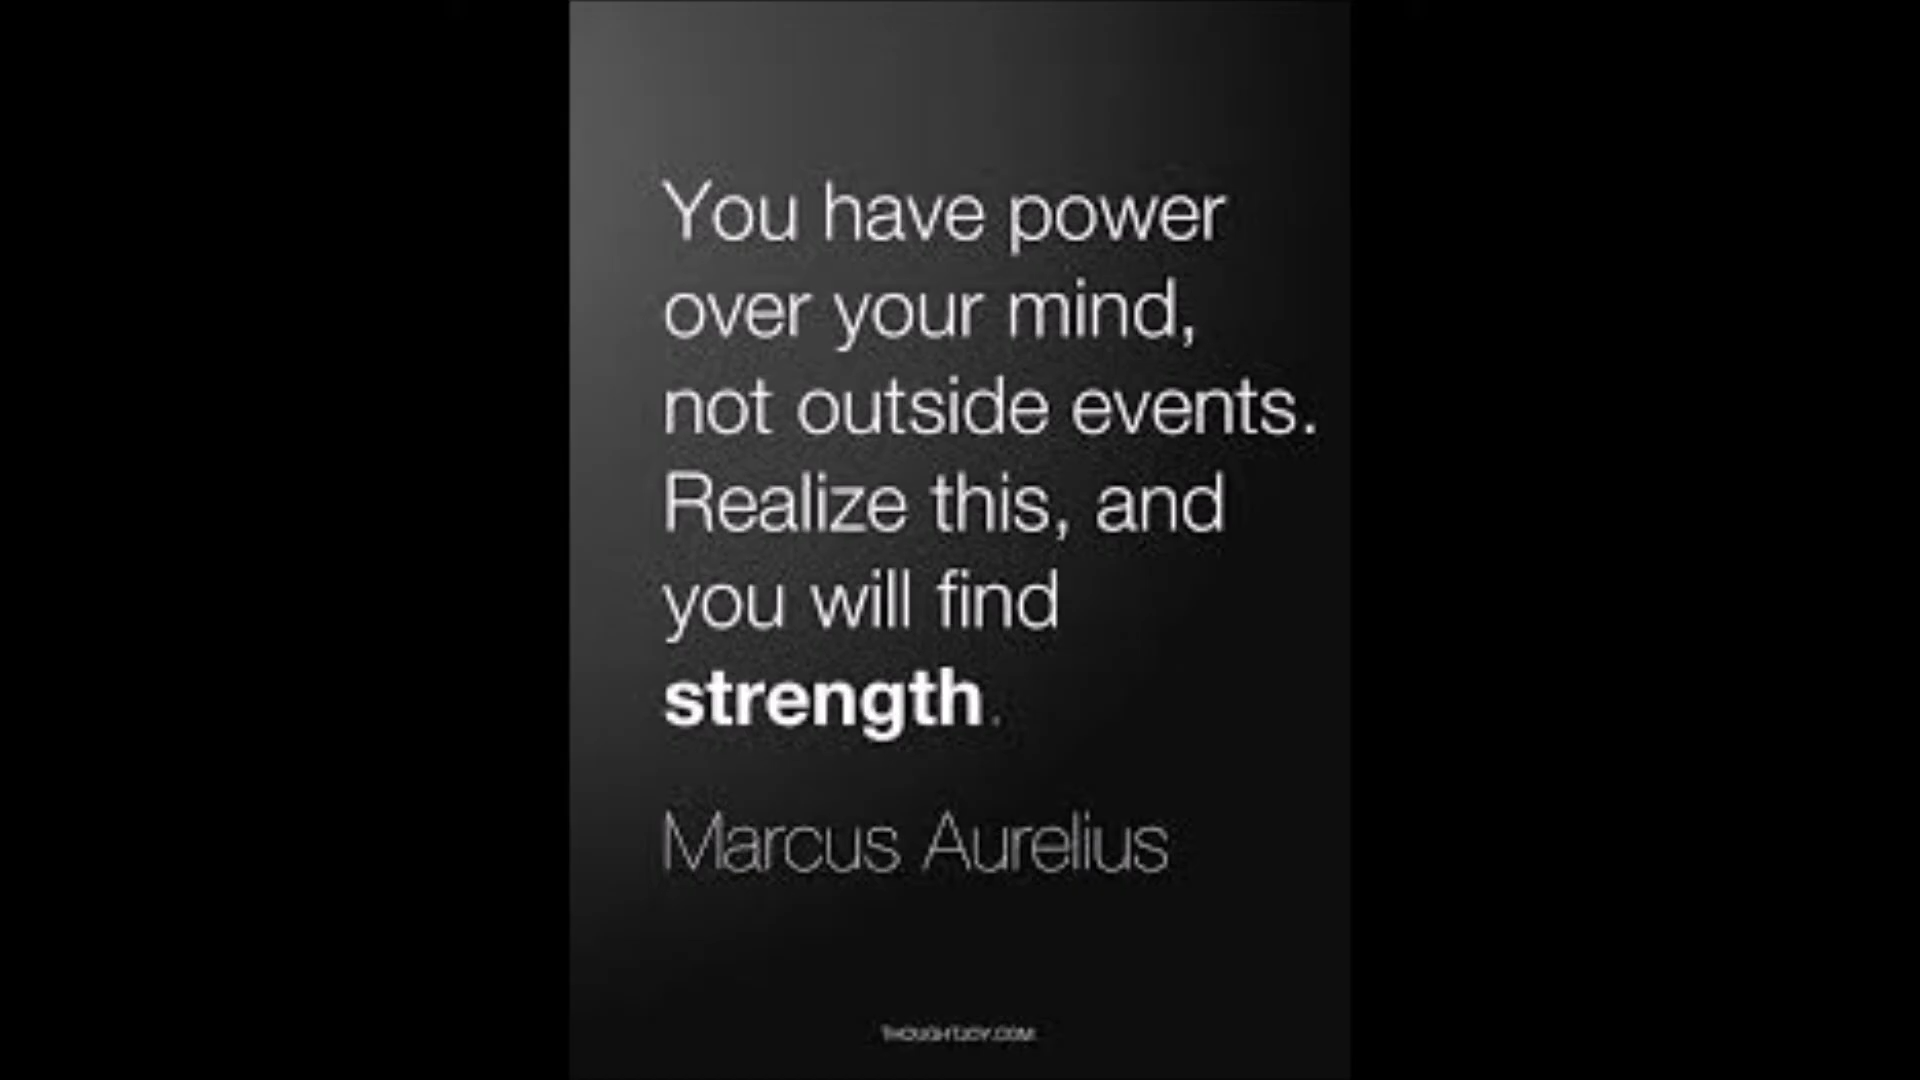 You have power
over your mind,
not outside events.
Realize this, and
you will find
strength.
Marcus Aurelius